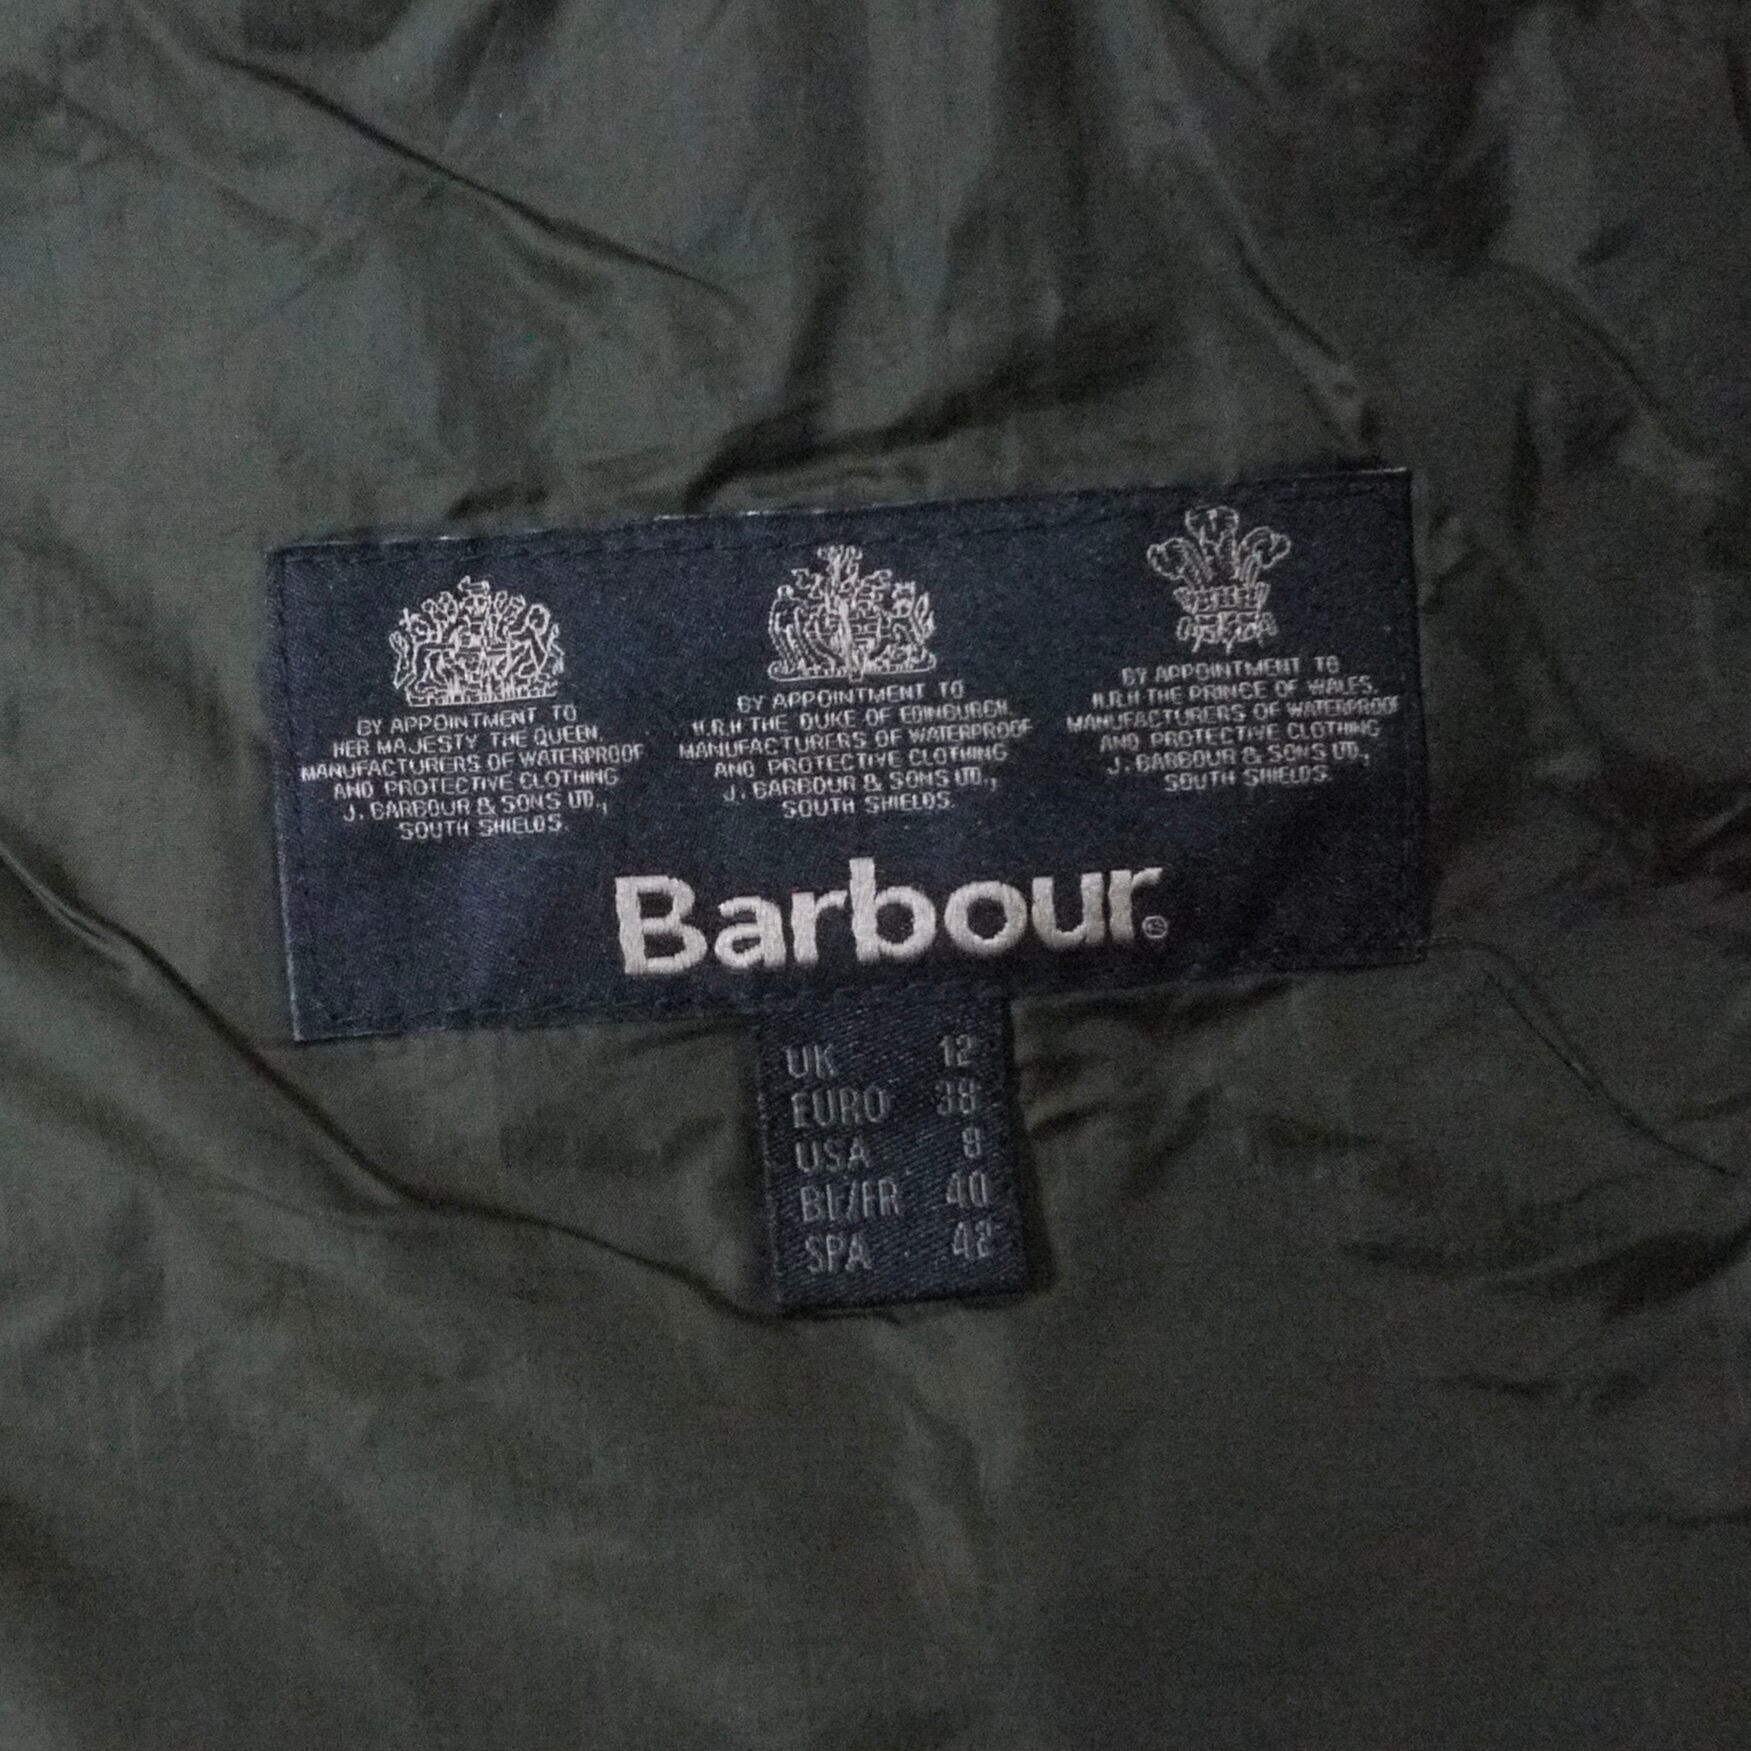 BY APPOINTMENT TO
HER MAJESTY THE QUEEN.
MANUFACTURERS OF WATERPROOF
AND PROTECTIVE CLOTHING
J. BARBOUR & SONS LTD.,
SOUTH SHIELDS.
BY APPOINTMENT TO
H.R.H THE DUKE OF EDINBURGH.
MANUFACTURERS OF WATERPROOF
AND PROTECTIVE CLOTHING
J. BARBOUR & SONS LTD.,
SOUTH SHIELDS.
BY APPOINTMENT TO
H.R.H THE PRINCE OF WALES.
MANUFACTURERS OF WATERPROOF
AND PROTECTIVE CLOTHING
J. BARBOUR & SONS LTD.,
SOUTH SHIELDS.
Barbour®
UK 12
EURO 38
USA 8
BE/FR 40
SPA 42